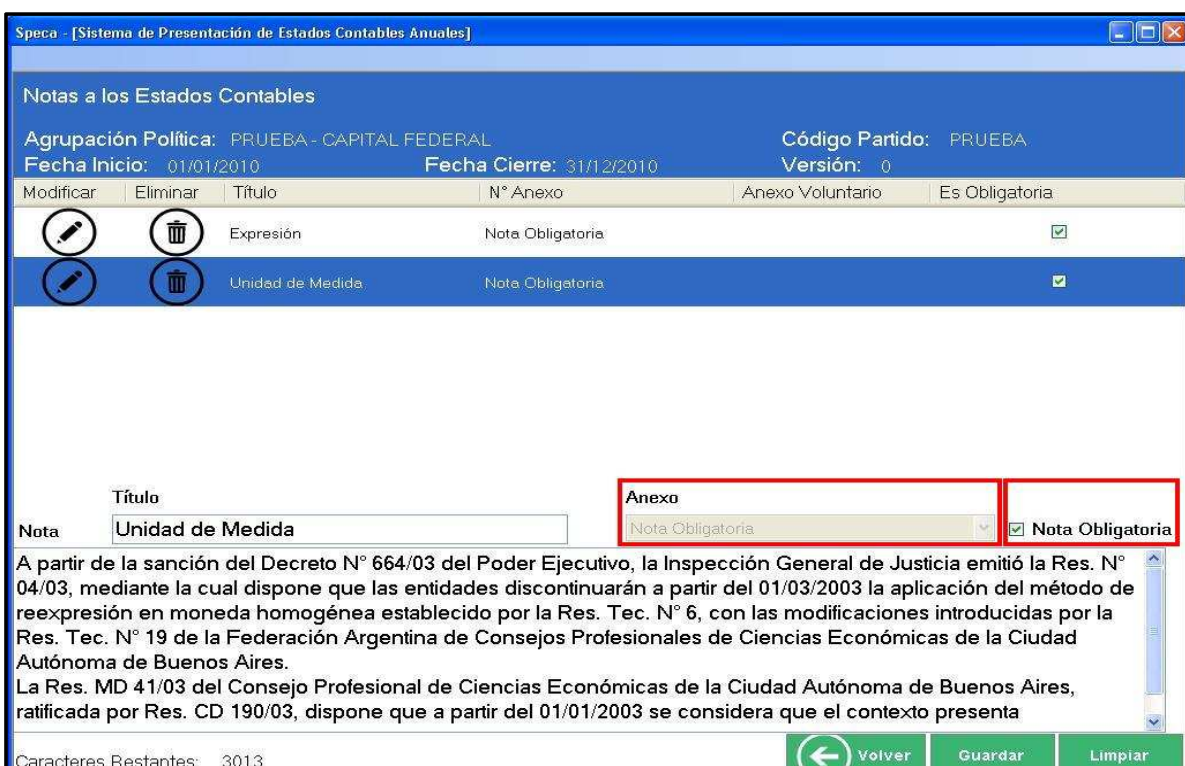 Speca - [Sistema de Presentación de Estados Contables Anuales]
Notas a los Estados Contables
Agrupación Política: PRUEBA - CAPITAL FEDERAL Código Partido: PRUEBA
Fecha Inicio: 01/01/2010 Fecha Cierre: 31/12/2010 Versión: 0
Modificar Eliminar Título N° Anexo Anexo Voluntario Es Obligatoria
Expresión Nota Obligatoria
Unidad de Medida Nota Obligatoria
Título Anexo
Nota Unidad de Medida Nota Obligatoria Nota Obligatoria
A partir de la sanción del Decreto N° 664/03 del Poder Ejecutivo, la Inspección General de Justicia emitió la Res. N°
04/03, mediante la cual dispone que las entidades discontinuarán a partir del 01/03/2003 la aplicación del método de
reexpresión en moneda homogénea establecido por la Res. Tec. N° 6, con las modificaciones introducidas por la
Res. Tec. N° 19 de la Federación Argentina de Consejos Profesionales de Ciencias Económicas de la Ciudad
Autónoma de Buenos Aires.
La Res. MD 41/03 del Consejo Profesional de Ciencias Económicas de la Ciudad Autónoma de Buenos Aires,
ratificada por Res. CD 190/03, dispone que a partir del 01/01/2003 se considera que el contexto presenta
Caracteres Restantes: 3013 Volver Guardar Limpiar